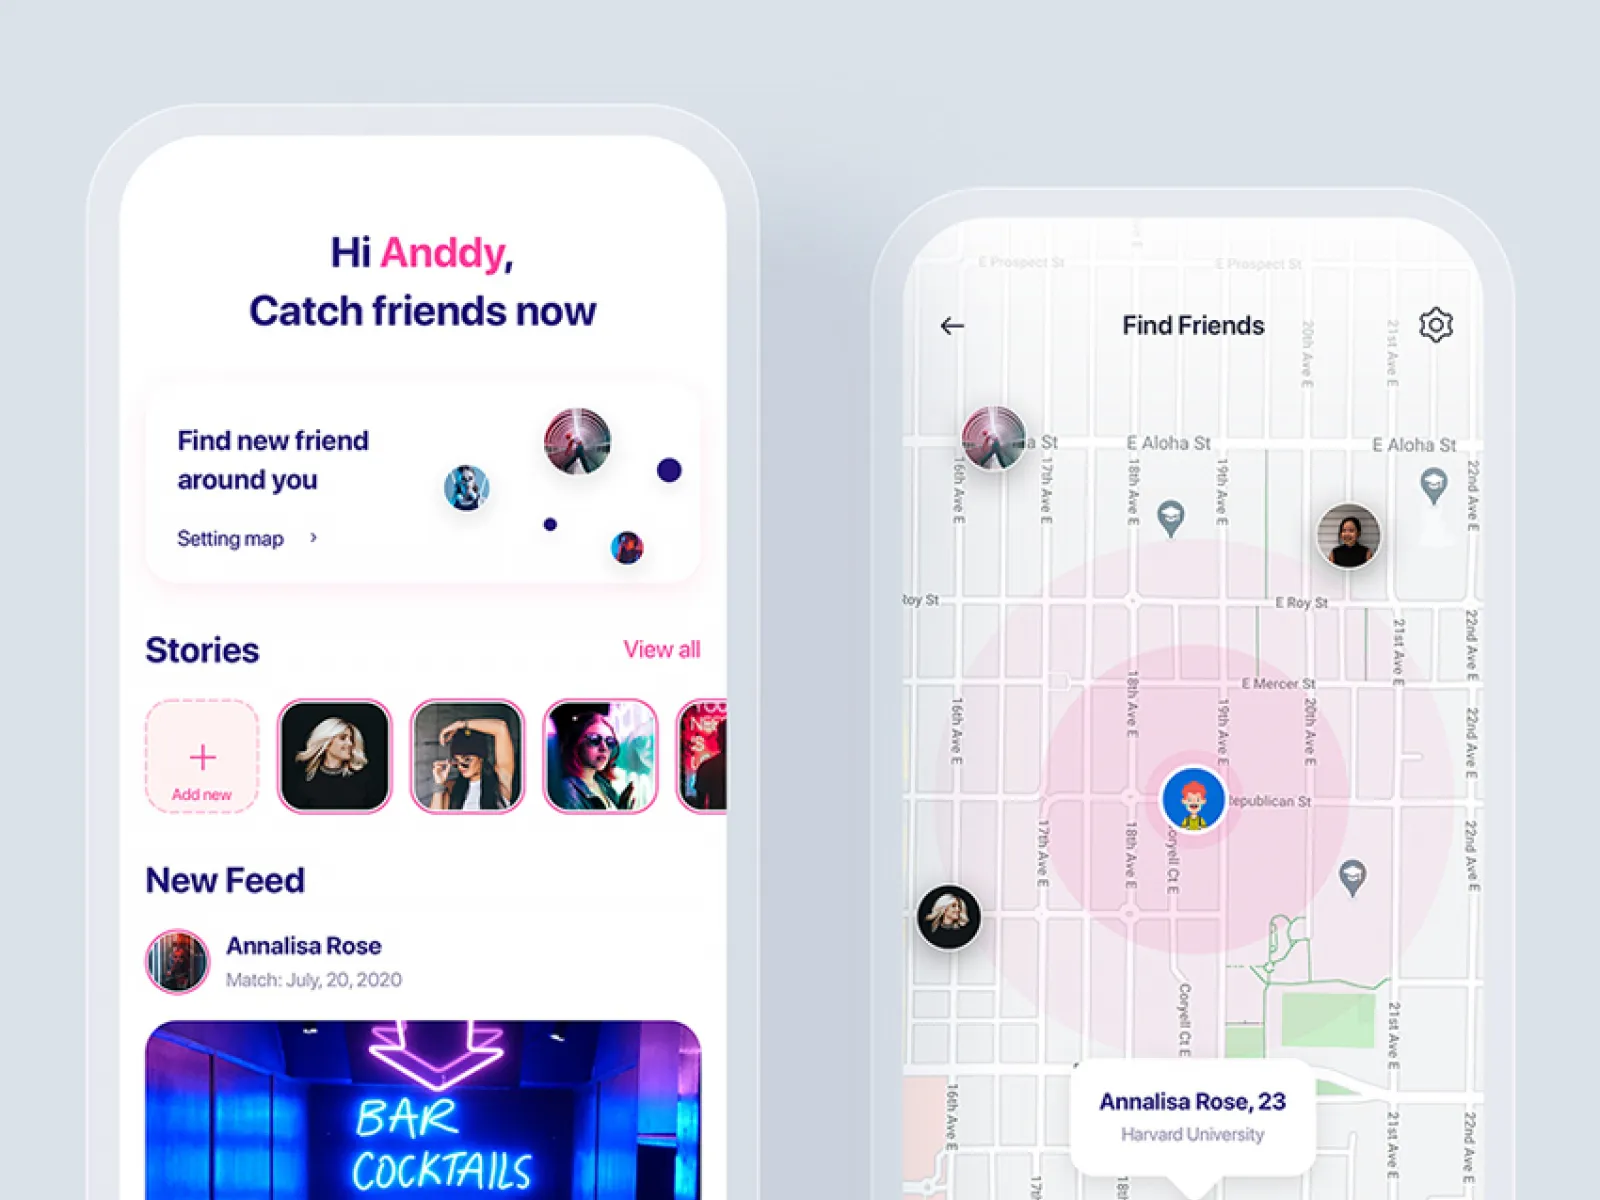 Hi Anddy,
Catch friends now
Find new friend
around you
Setting map
Stories
View all
Add new
YOU
New Feed
Annalisa Rose
Match: July, 20, 2020
BAR
COCKTAILS
E Prospect St
E Prospect St
Find Friends
20th Ave E
21st Ave E
a St
E Aloha St
E Aloha St
16th Ave E
17th Ave E
18th Ave E
19th Ave E
22nd Ave E
Roy St
E Roy St
21st Ave E
22nd Ave E
E Mercer St
16th Ave E
18th Ave E
19th Ave E
20th Ave E
22nd Ave E
Republican St
17th Ave E
18th Ave E
Coryell Ct E
22nd Ave E
Coryell Ct E
21st Ave E
Annalisa Rose, 23
Harvard University
16th Ave E
21st Ave E
22nd Ave E
17t
18t